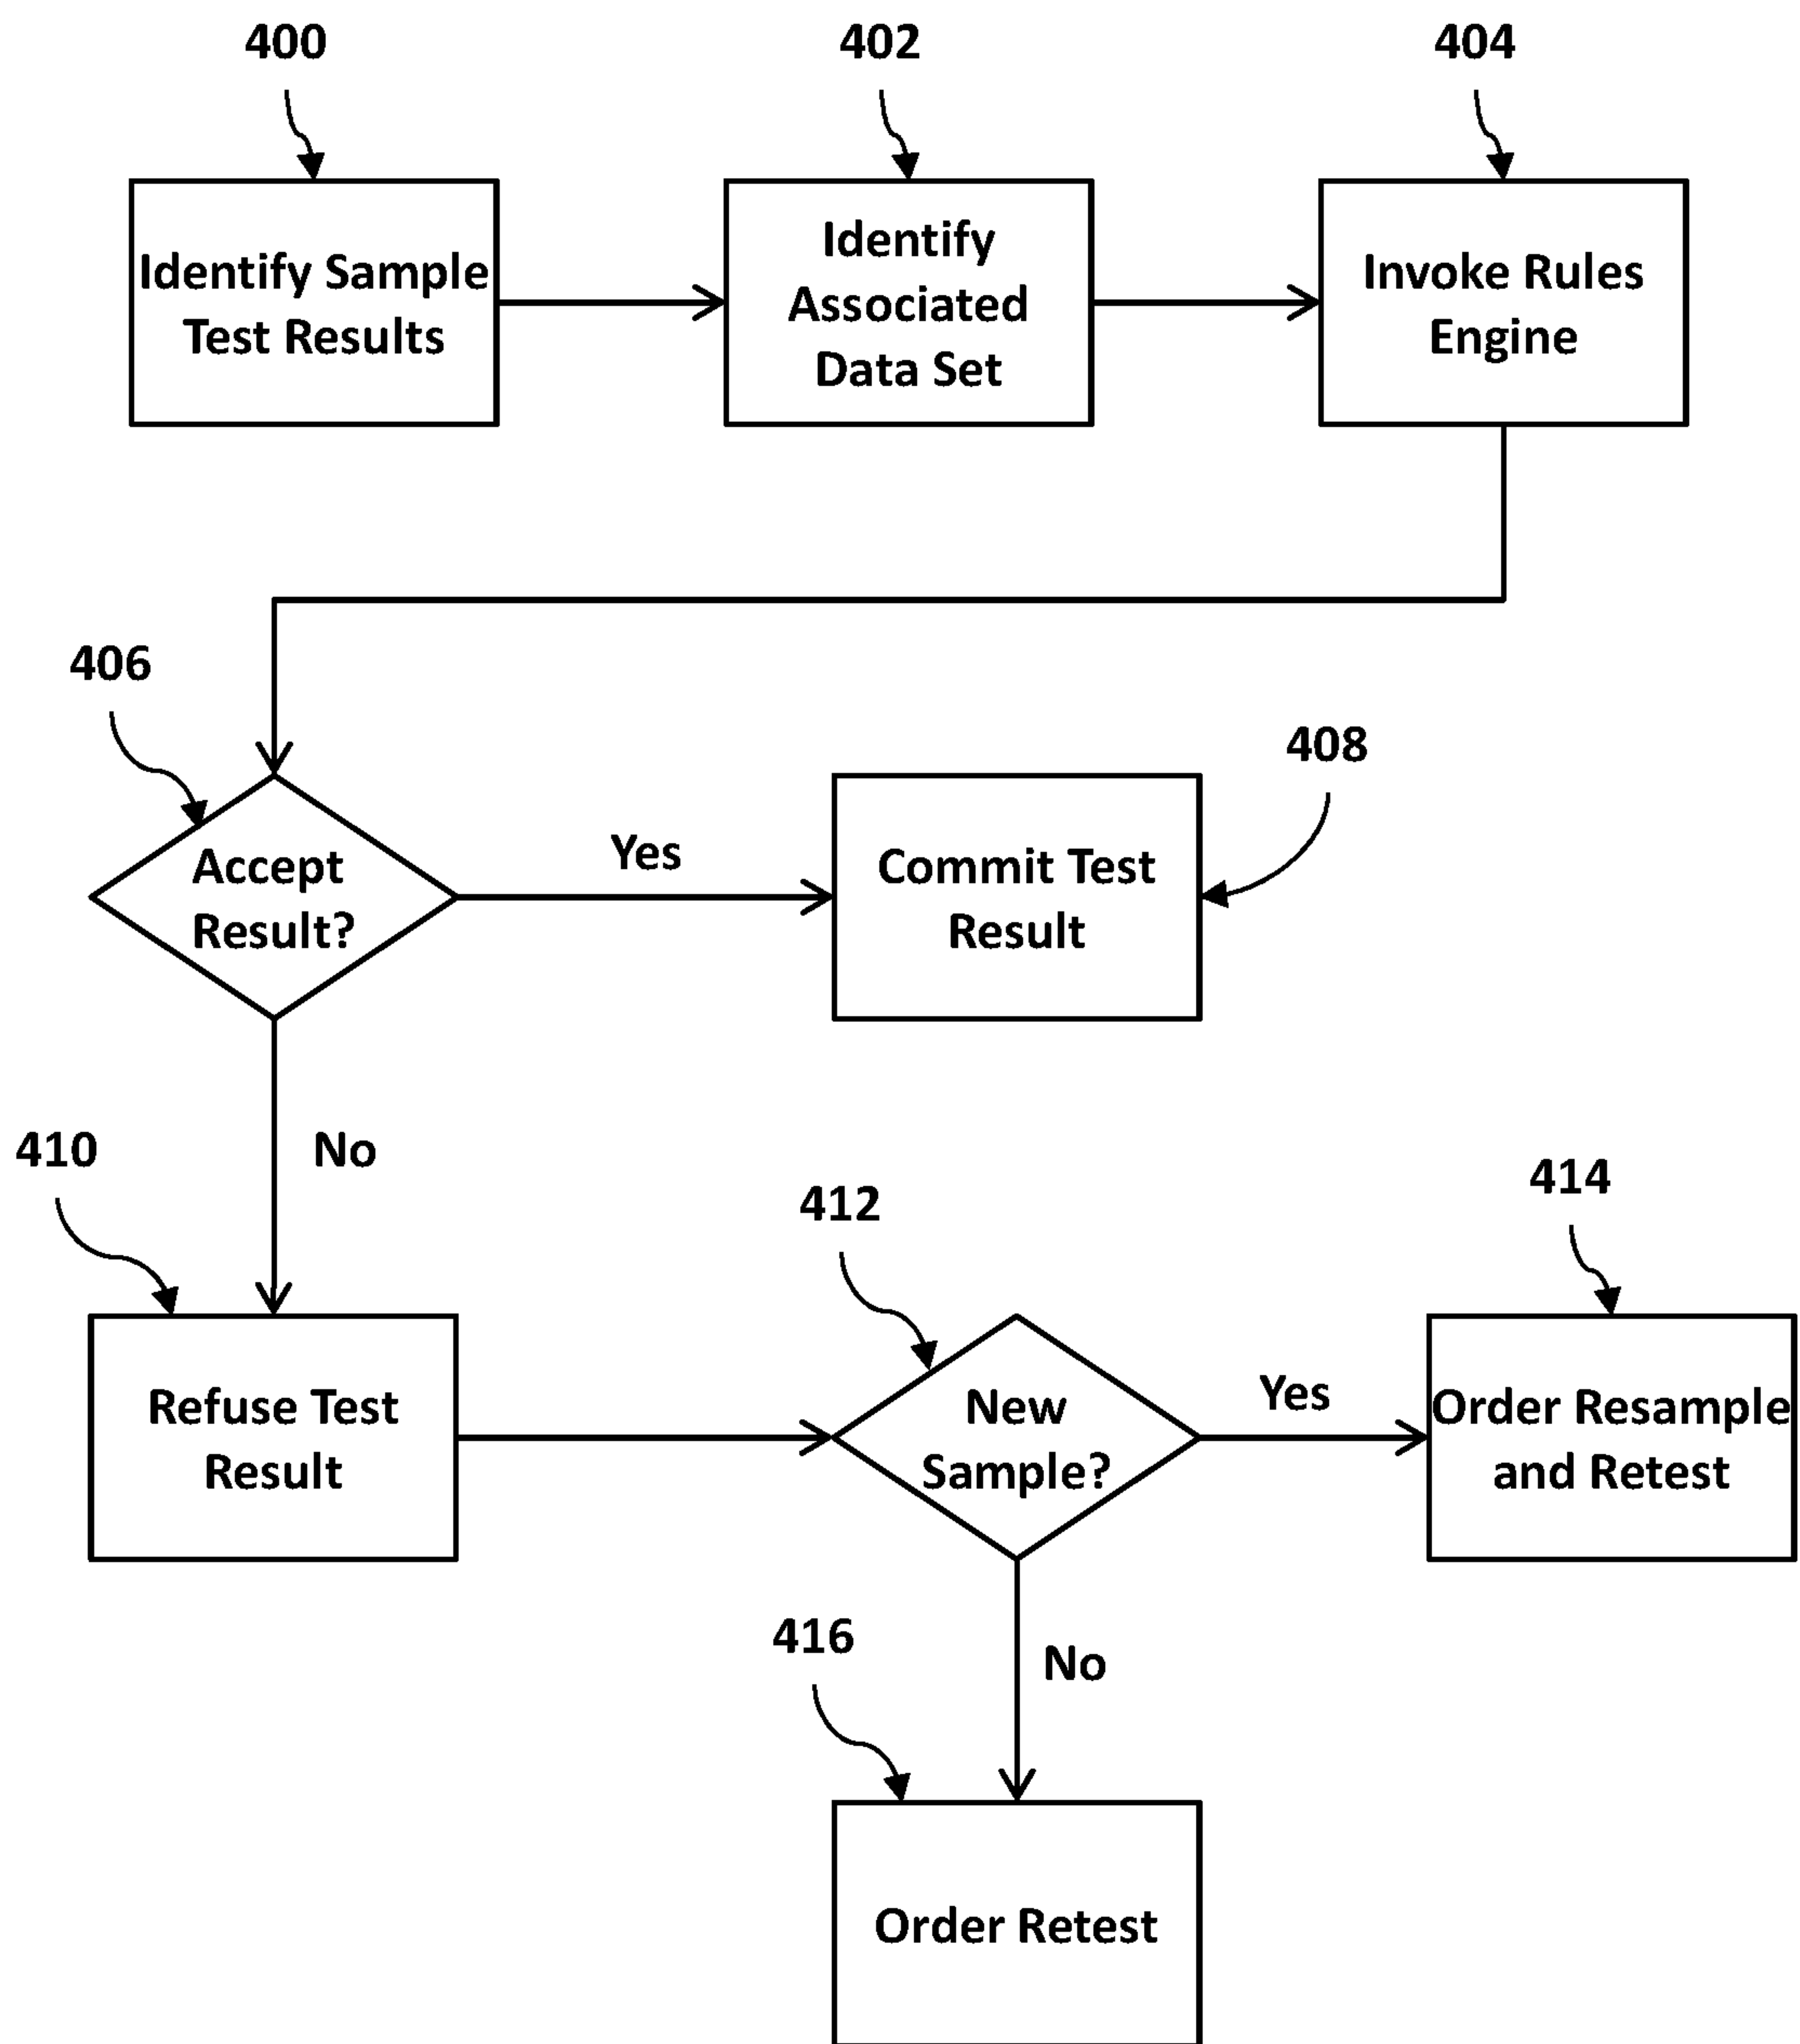 400
402
404
Identify Sample
Test Results
Identify
Associated
Data Set
Invoke Rules
Engine
406
408
Accept
Result?
Yes
Commit Test
Result
No
410
412
414
Refuse Test
Result
New
Sample?
Yes
Order Resample
and Retest
416
No
Order Retest